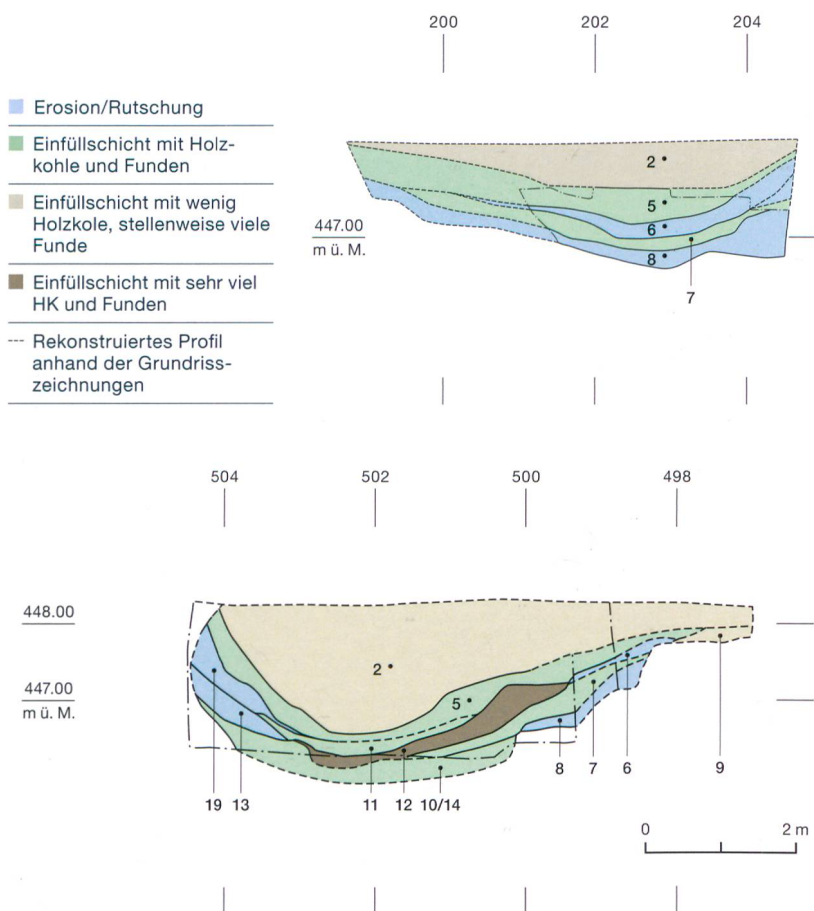 200 202 204
Erosion/Rutschung
Einfüllschicht mit Holz-
kohle und Funden
Einfüllschicht mit wenig
Holzkole, stellenweise viele
Funde
Einfüllschicht mit sehr viel
HK und Funden
Rekonstruiertes Profil
anhand der Grundriss-
zeichnungen
2
5
447.00
m ü. M.
6
8
7
504 502 500 498
448.00
2
447.00
m ü. M.
5
8 7 6 9
19 13 11 12 10/14
0 2 m